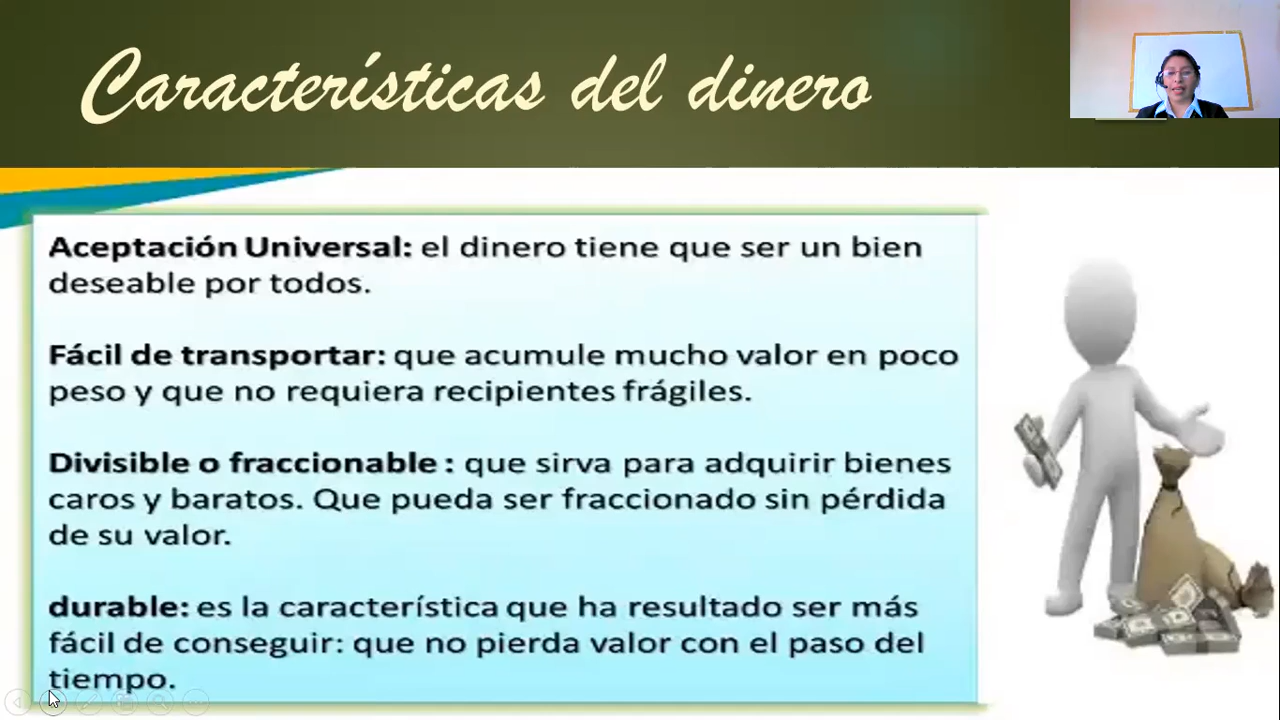 Características del dinero
Aceptación Universal: el dinero tiene que ser un bien
deseable por todos.
Fácil de transportar: que acumule mucho valor en poco
peso y que no requiera recipientes frágiles.
Divisible o fraccionable : que sirva para adquirir bienes
caros y baratos. Que pueda ser fraccionado sin pérdida
de su valor.
durable: es la característica que ha resultado ser más
fácil de conseguir: que no pierda valor con el paso del
tiempo.